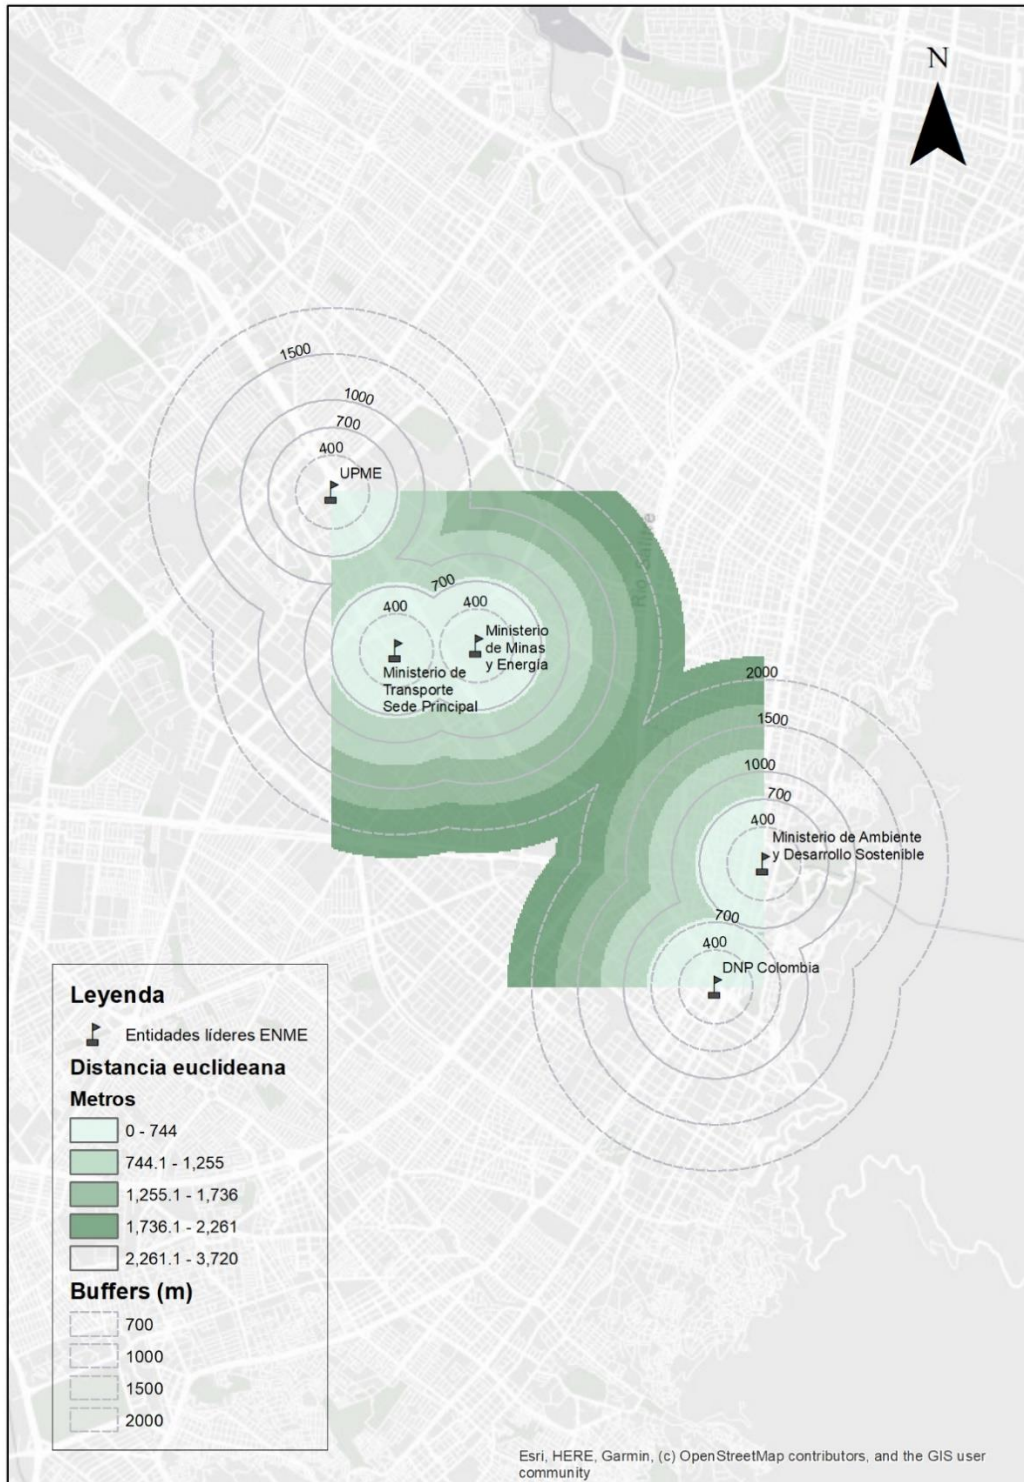 N
1500
1000
700
400
UPME
700
400
400
Ministerio
de Minas
y Energía
Ministerio de
Transporte
Sede Principal
2000
1500
1000
700
400
Ministerio de Ambiente
y Desarrollo Sostenible
700
400
DNP Colombia
Leyenda
Entidades líderes ENME
Distancia euclideana
Metros
0 - 744
744.1 - 1,255
1,255.1 - 1,736
1,736.1 - 2,261
2,261.1 - 3,720
Buffers (m)
700
1000
1500
2000
Esri, HERE, Garmin, (c) OpenStreetMap contributors, and the GIS user
community